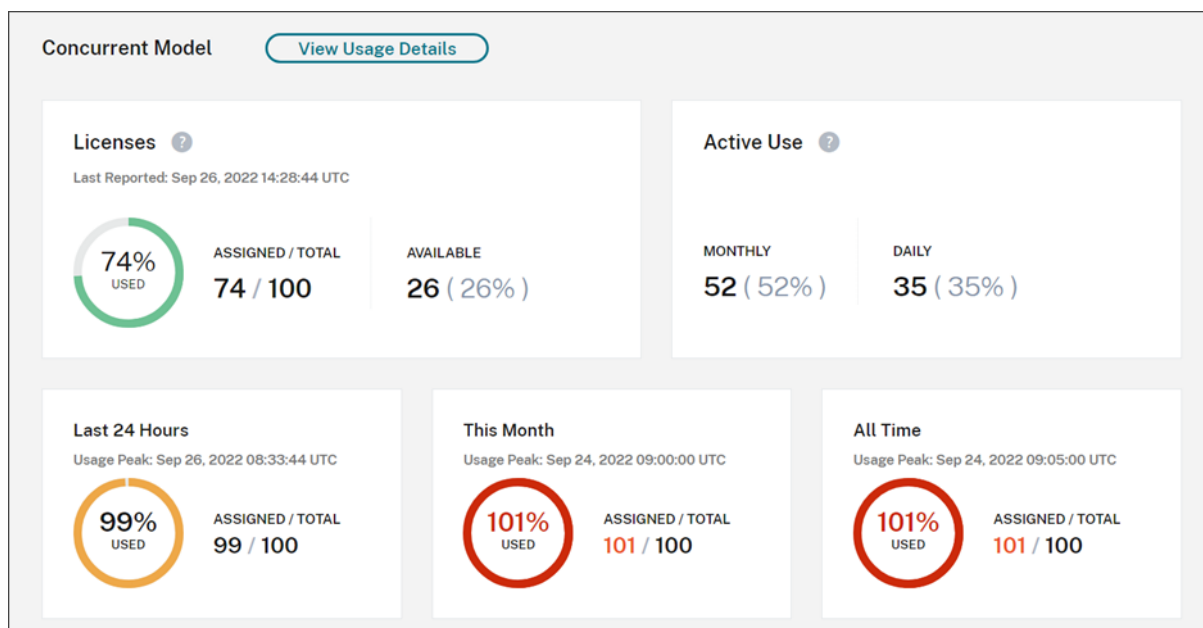 Concurrent Model
View Usage Details
Licenses ?
Last Reported: Sep 26, 2022 14:28:44 UTC
74%
USED
ASSIGNED / TOTAL
74 / 100
AVAILABLE
26 ( 26% )
Active Use ?
MONTHLY
52 ( 52% )
DAILY
35 ( 35% )
Last 24 Hours
Usage Peak: Sep 26, 2022 08:33:44 UTC
99%
USED
ASSIGNED / TOTAL
99 / 100
This Month
Usage Peak: Sep 24, 2022 09:00:00 UTC
101%
USED
ASSIGNED / TOTAL
101 / 100
All Time
Usage Peak: Sep 24, 2022 09:05:00 UTC
101%
USED
ASSIGNED / TOTAL
101 / 100